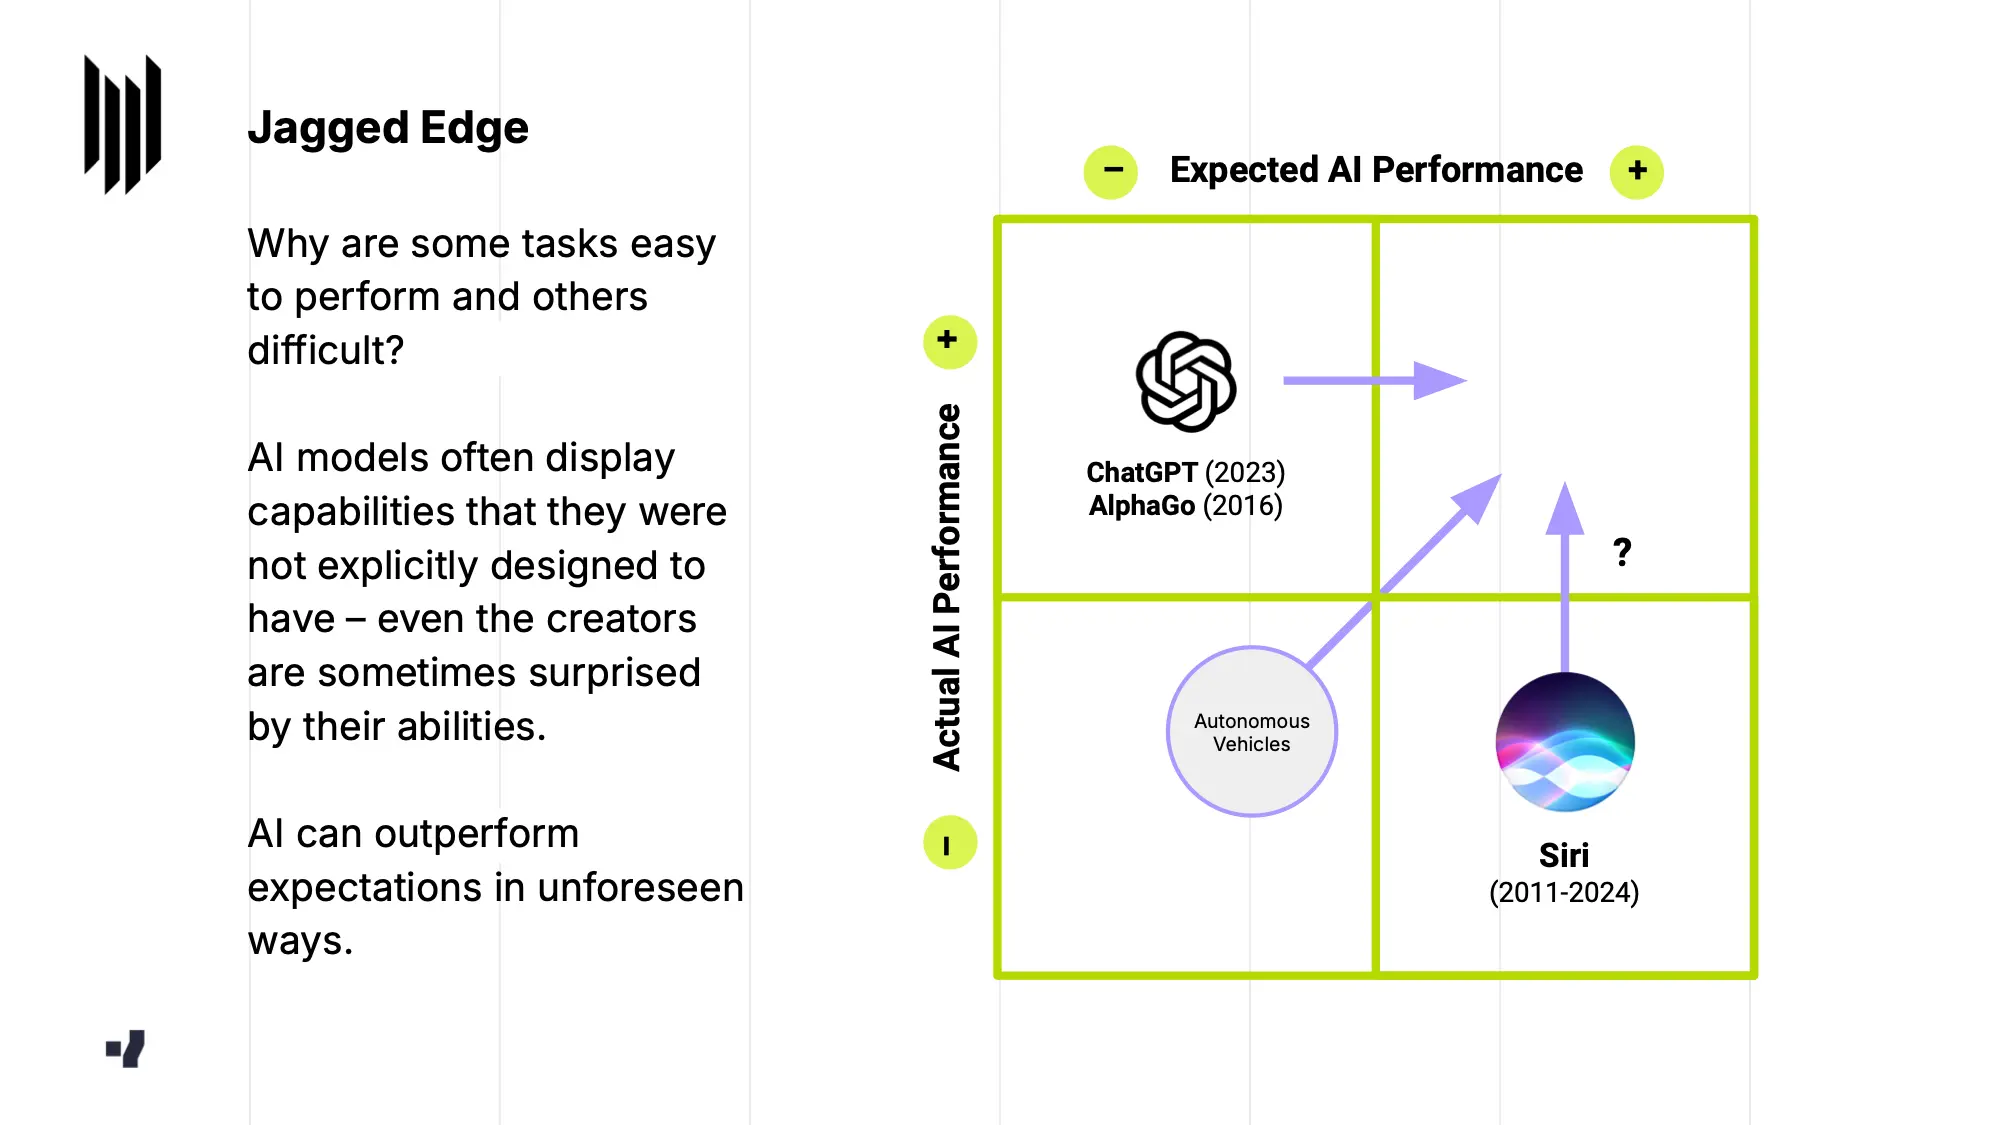 Jagged Edge
Why are some tasks easy
to perform and others
difficult?
AI models often display
capabilities that they were
not explicitly designed to
have – even the creators
are sometimes surprised
by their abilities.
AI can outperform
expectations in unforeseen
ways.
– Expected AI Performance +
+
Actual AI Performance
–
ChatGPT (2023)
AlphaGo (2016)
?
Autonomous
Vehicles
Siri
(2011-2024)